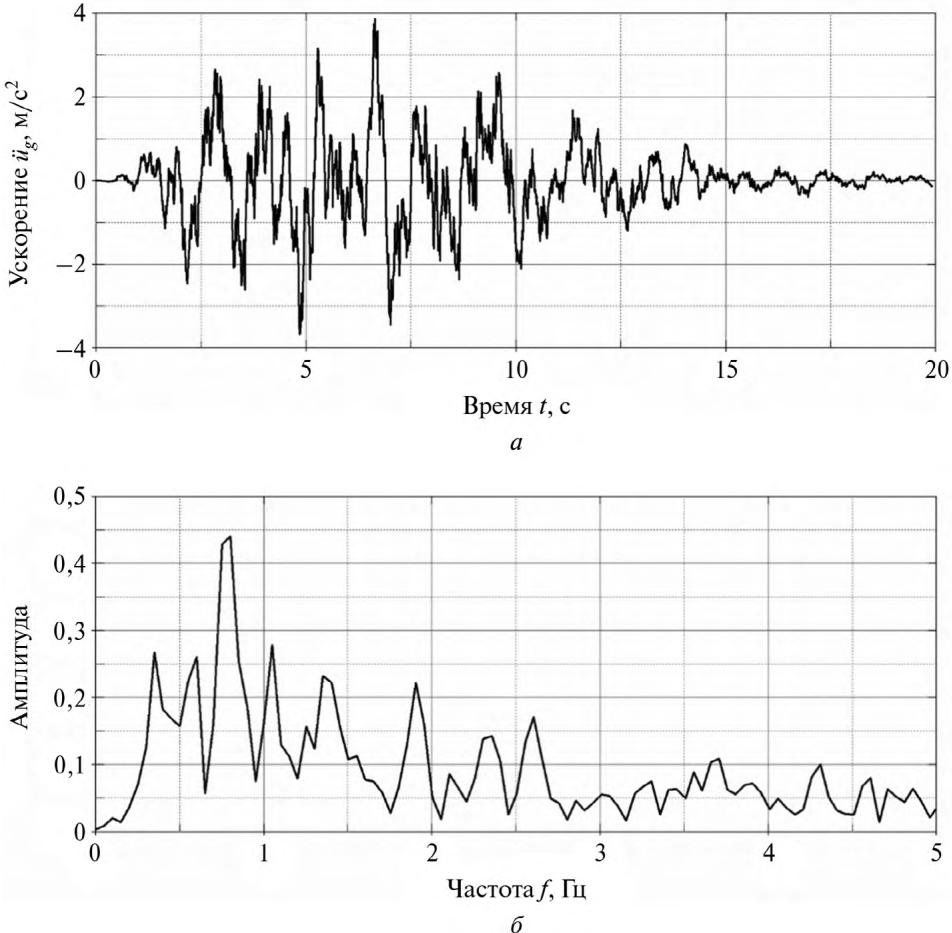 4
2
0
−2
−4
Ускорение ü_g, м/с²
0 5 10 15 20
Время t, с
а
0,5
0,4
0,3
0,2
0,1
0
Амплитуда
0 1 2 3 4 5
Частота f, Гц
б